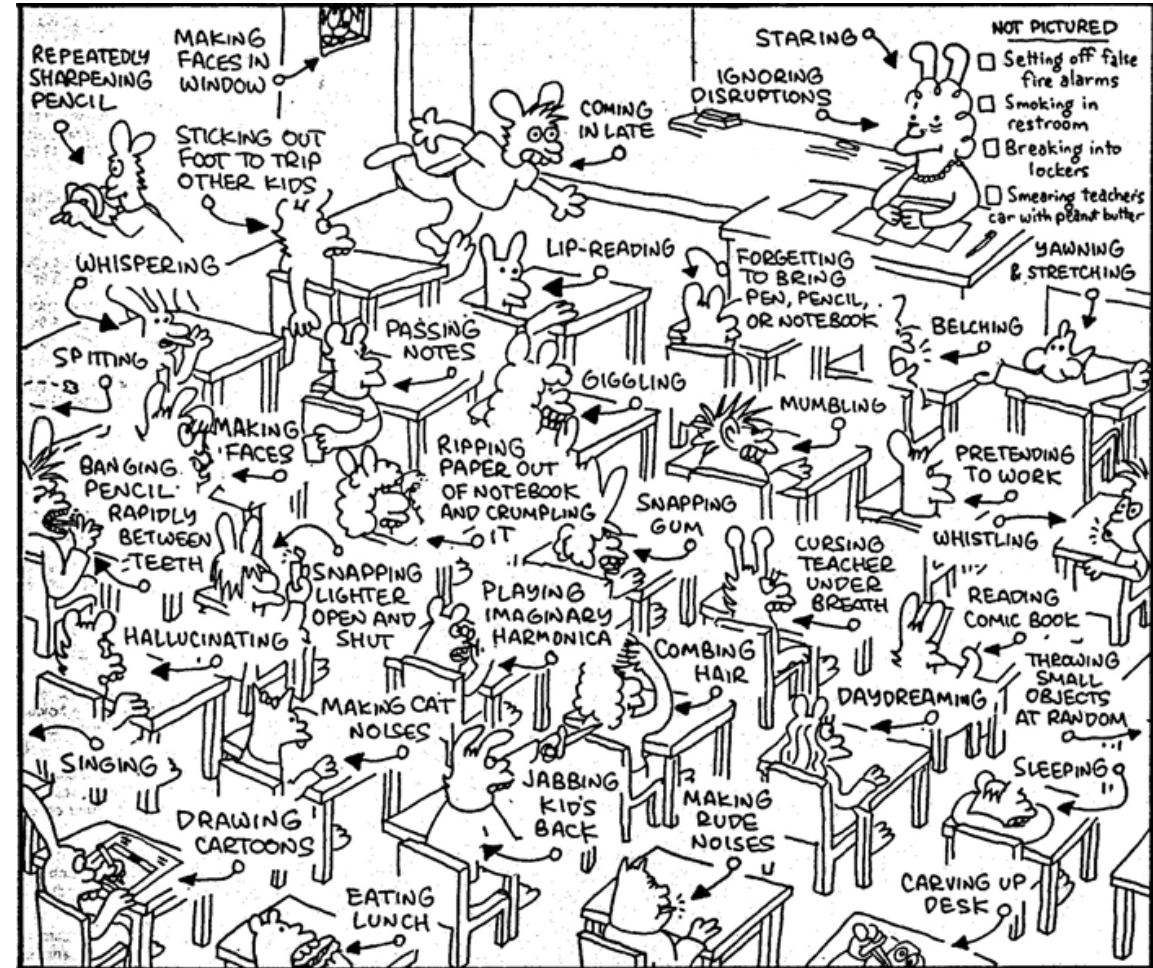 REPEATEDLY
SHARPENING
PENCIL
MAKING
FACES IN
WINDOW
STICKING OUT
FOOT TO TRIP
OTHER KIDS
COMING
IN LATE
STARING
IGNORING
DISRUPTIONS
NOT PICTURED
Setting off false
fire alarms
Smoking in
restroom
Breaking into
lockers
Smearing teacher's
car with peanut butter
WHISPERING
LIP-READING
FORGETTING
TO BRING
PEN, PENCIL,
OR NOTEBOOK
YAWNING
& STRETCHING
SPITTING
PASSING
NOTES
BELCHING
GIGGLING
MUMBLING
MAKING
FACES
BANGING
PENCIL
RAPIDLY
BETWEEN
TEETH
RIPPING
PAPER OUT
OF NOTEBOOK
AND CRUMPLING
IT
SNAPPING
GUM
PRETENDING
TO WORK
WHISTLING
SNAPPING
LIGHTER
OPEN AND
SHUT
PLAYING
IMAGINARY
HARMONICA
CURSING
TEACHER
UNDER
BREATH
READING
COMIC BOOK
HALLUCINATING
COMBING
HAIR
THROWING
SMALL
OBJECTS
AT RANDOM
MAKING CAT
NOISES
DAYDREAMING
SINGING
JABBING
KID'S
BACK
SLEEPING
DRAWING
CARTOONS
MAKING
RUDE
NOISES
EATING
LUNCH
CARVING UP
DESK